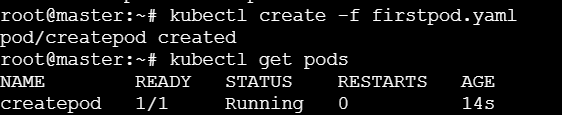 root@master:~# kubectl create -f firstpod.yaml
pod/createpod created
root@master:~# kubectl get pods
NAME        READY   STATUS    RESTARTS   AGE
createpod   1/1     Running   0          14s